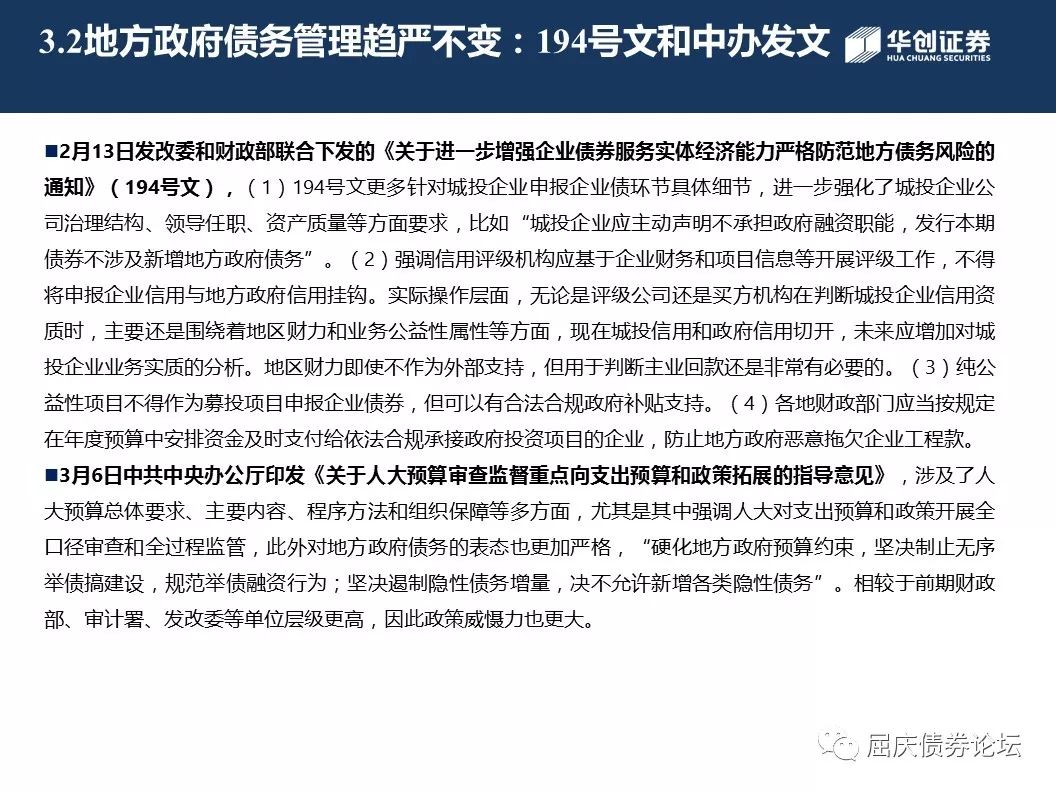 3.2地方政府债务管理趋严不变：194号文和中办发文
华创证券
HUA CHUANG SECURITIES
■2月13日发改委和财政部联合下发的《关于进一步增强企业债券服务实体经济能力严格防范地方债务风险的
通知》（194号文），（1）194号文更多针对城投企业申报企业债环节具体细节，进一步强化了城投企业公
司治理结构、领导任职、资产质量等方面要求，比如“城投企业应主动声明不承担政府融资职能，发行本期
债券不涉及新增地方政府债务”。（2）强调信用评级机构应基于企业财务和项目信息等开展评级工作，不得
将申报企业信用与地方政府信用挂钩。实际操作层面，无论是评级公司还是买方机构在判断城投企业信用资
质时，主要还是围绕着地区财力和业务公益性属性等方面，现在城投信用和政府信用切开，未来应增加对城
投企业业务实质的分析。地区财力即使不作为外部支持，但用于判断主业回款还是非常有必要的。（3）纯公
益性项目不得作为募投项目申报企业债券，但可以有合法合规政府补贴支持。（4）各地财政部门应当按规定
在年度预算中安排资金及时支付给依法合规承接政府投资项目的企业，防止地方政府恶意拖欠企业工程款。
■3月6日中共中央办公厅印发《关于人大预算审查监督重点向支出预算和政策拓展的指导意见》，涉及了人
大预算总体要求、主要内容、程序方法和组织保障等多方面，尤其是其中强调人大对支出预算和政策开展全
口径审查和全过程监管，此外对地方政府债务的表态也更加严格，“硬化地方政府预算约束，坚决制止无序
举债搞建设，规范举债融资行为；坚决遏制隐性债务增量，决不允许新增各类隐性债务”。相较于前期财政
部、审计署、发改委等单位层级更高，因此政策威慑力也更大。
屈庆债券论坛